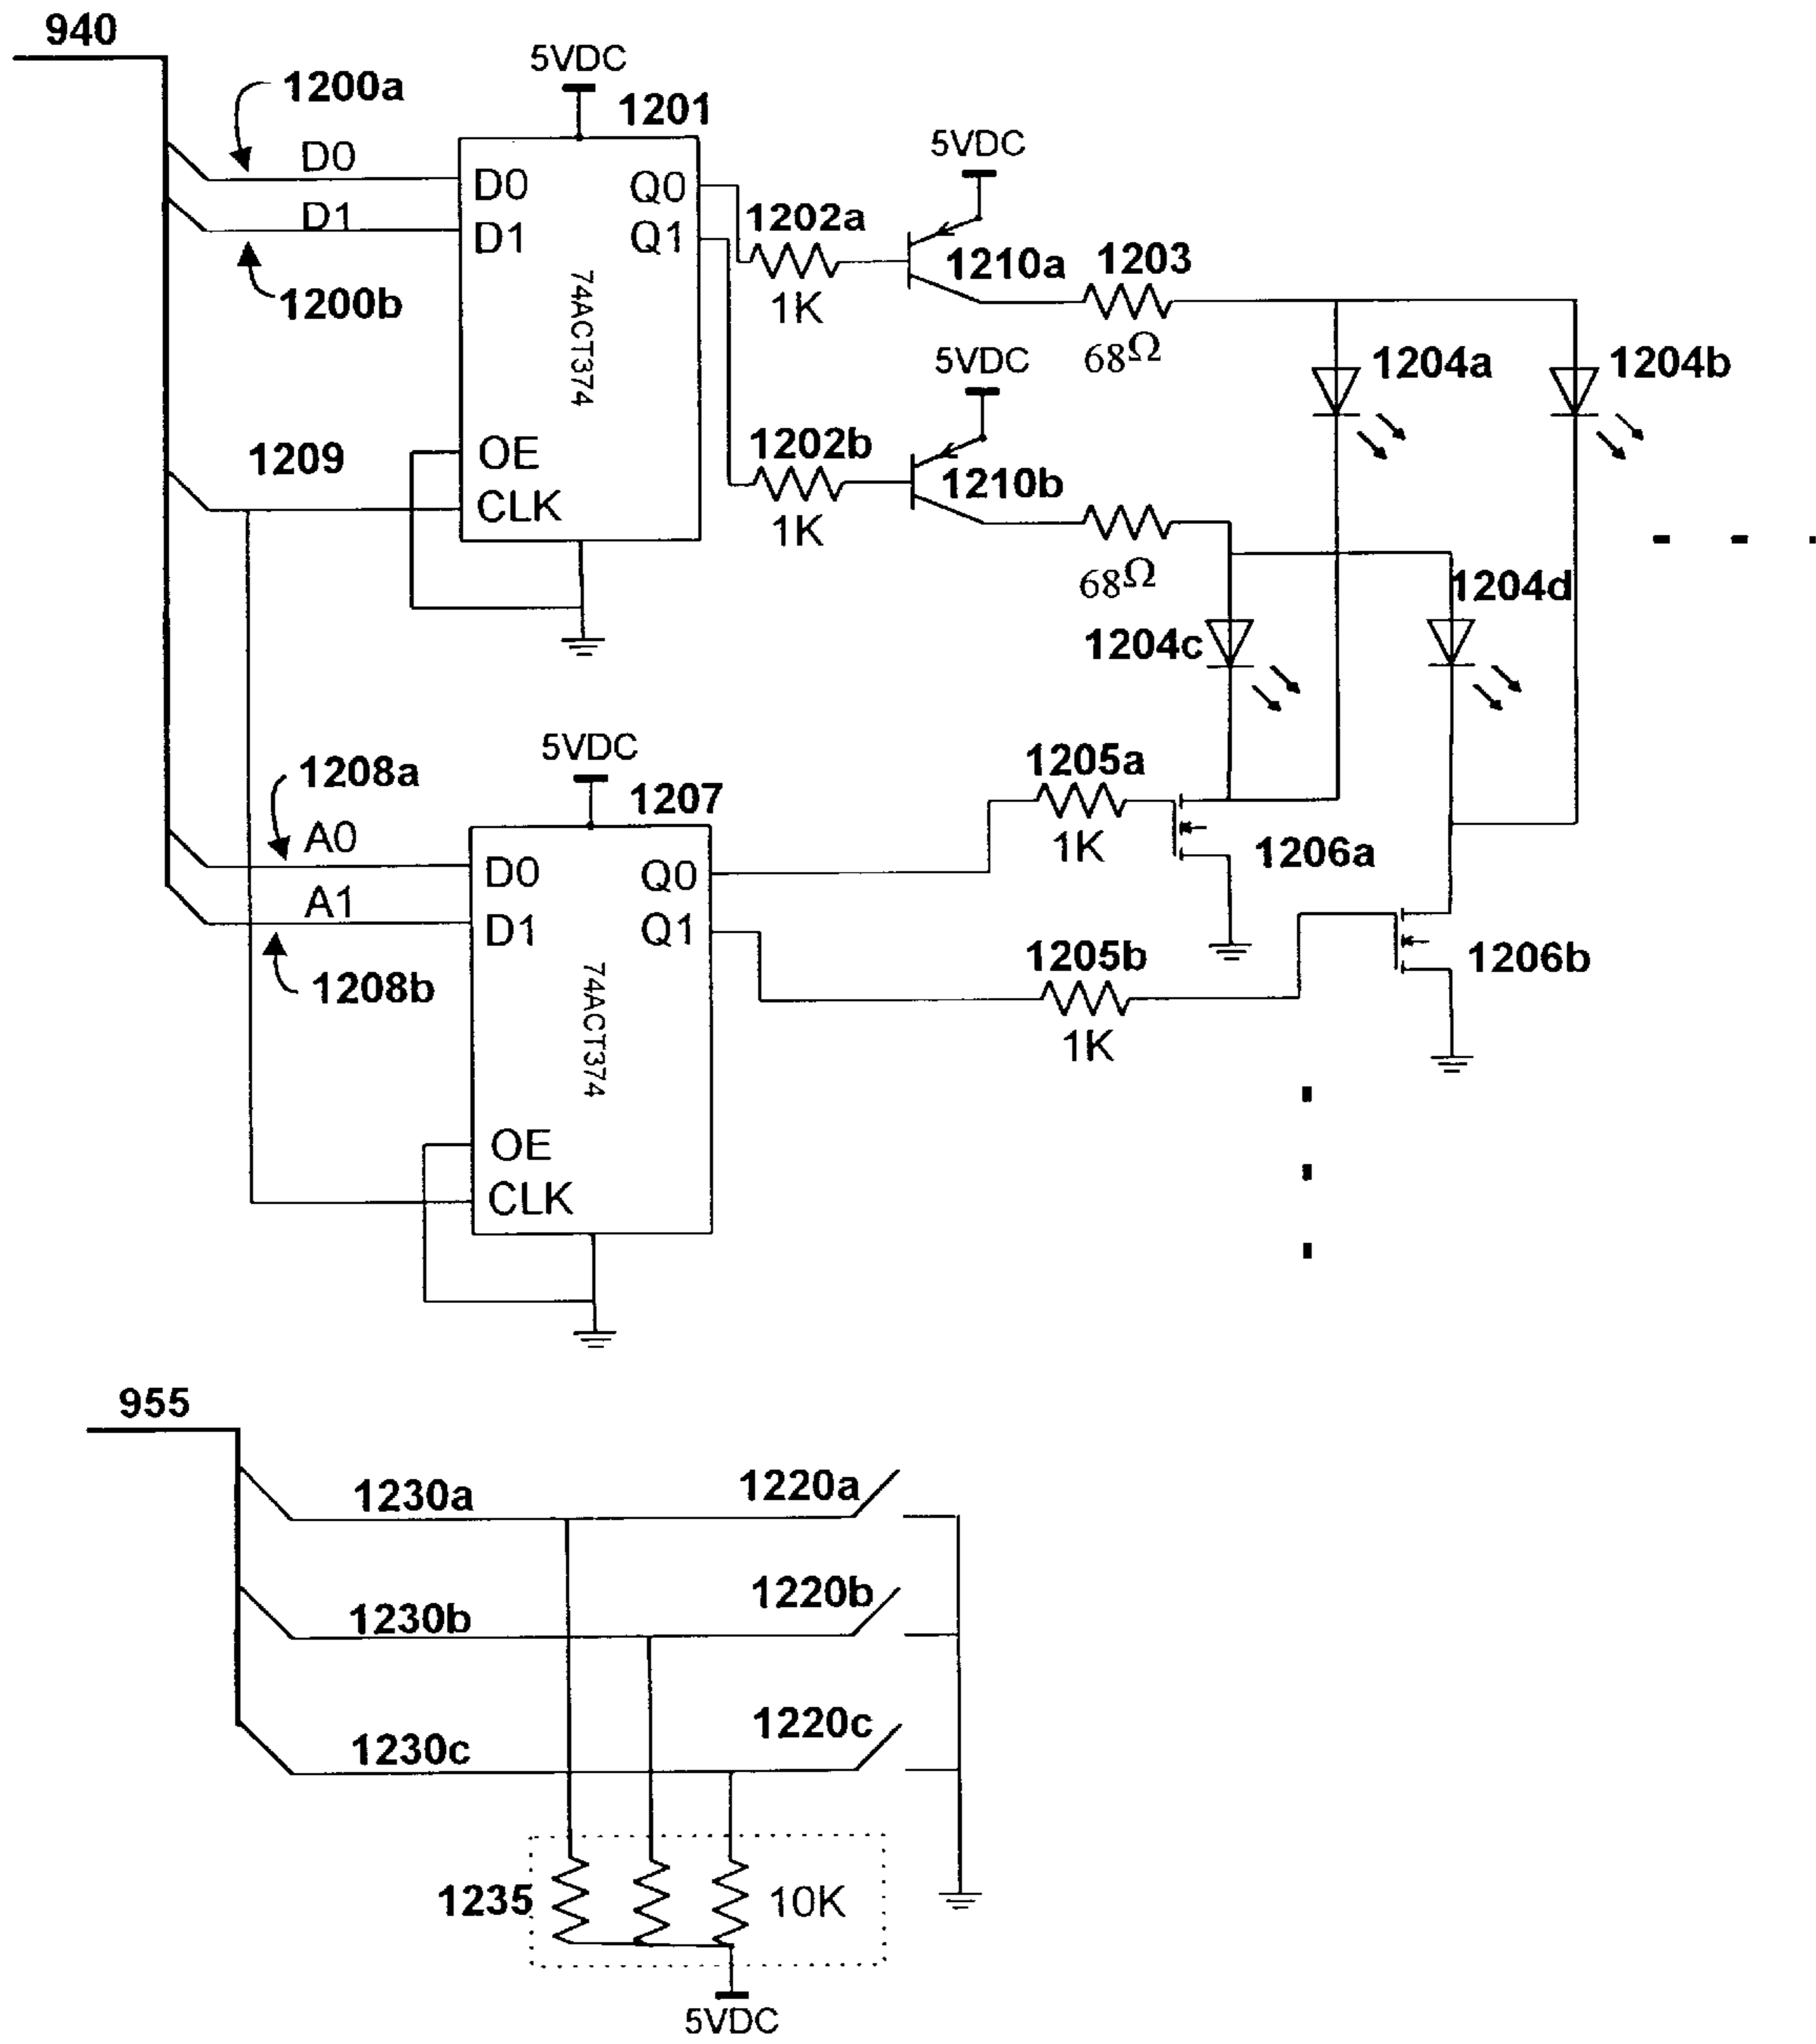 940
1200a
5VDC
1201
D0
D0
Q0
D1
D1
Q1
1200b
74ACT374
1202a
1K
5VDC
1210a
1203
68Ω
5VDC
1204a
1204b
1209
OE
CLK
1202b
1K
1210b
68Ω
1204d
1204c
5VDC
1208a
1207
A0
D0
Q0
A1
D1
Q1
1208b
74ACT374
1205a
1K
1206a
1205b
1K
1206b
OE
CLK
955
1230a
1220a
1230b
1220b
1230c
1220c
1235
10K
5VDC